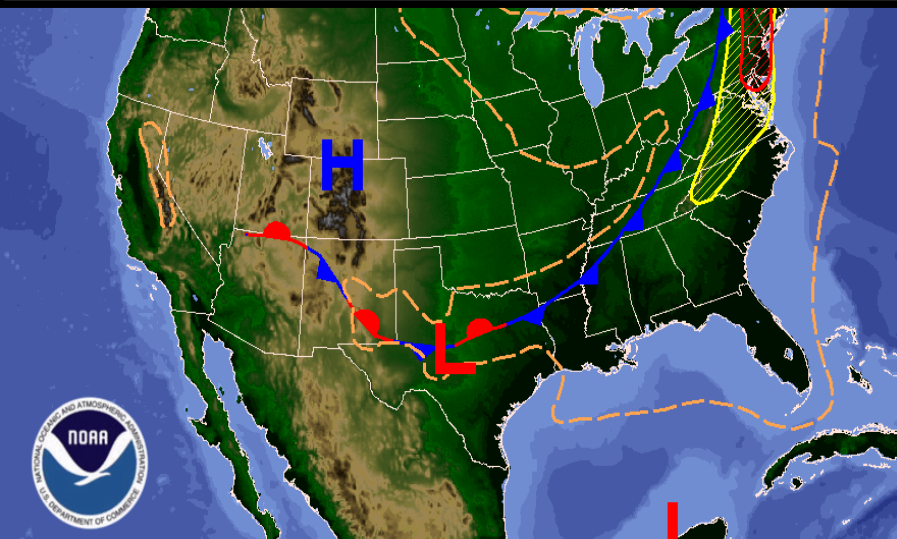 H
L
L
NATIONAL OCEANIC AND ATMOSPHERIC ADMINISTRATION
NOAA
U.S. DEPARTMENT OF COMMERCE